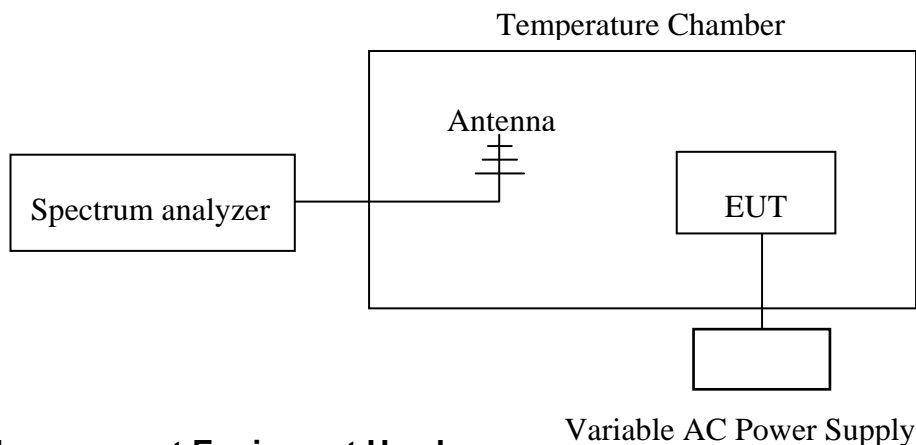 Temperature Chamber
Antenna
Spectrum analyzer
EUT
Variable AC Power Supply